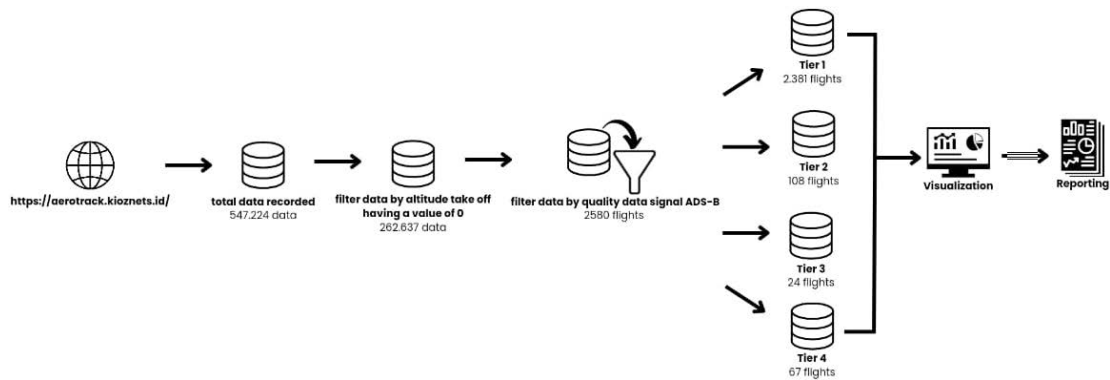 https://aerotrack.kioznets.id/
total data recorded
547.224 data
filter data by altitude take off
having a value of 0
262.637 data
filter data by quality data signal ADS-B
2580 flights
Tier 1
2.381 flights
Tier 2
108 flights
Tier 3
24 flights
Tier 4
67 flights
Visualization
Reporting